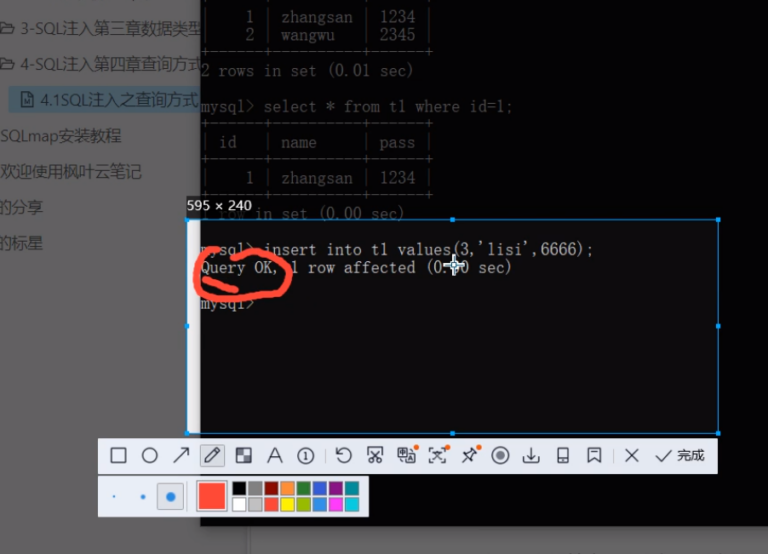 3-SQL注入第三章数据类型
4-SQL注入第四章查询方式
4.1SQL注入之查询方式
SQLmap安装教程
欢迎使用枫叶云笔记
的分享
的标星
| 1 | zhangsan | 1234 |
| 2 | wangwu | 2345 |
2 rows in set (0.01 sec)
mysql> select * from t1 where id=1;
| id | name | pass |
| 1 | zhangsan | 1234 |
595 × 240
row in set (0.00 sec)
mysql> insert into t1 values(3,'lisi',6666);
Query OK, 1 row affected (0.00 sec)
mysql>
A
1
完成